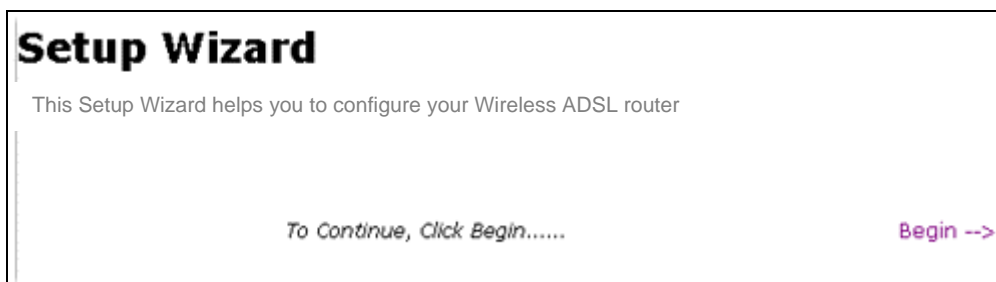 Setup Wizard
This Setup Wizard helps you to configure your Wireless ADSL router
To Continue, Click Begin......
Begin -->